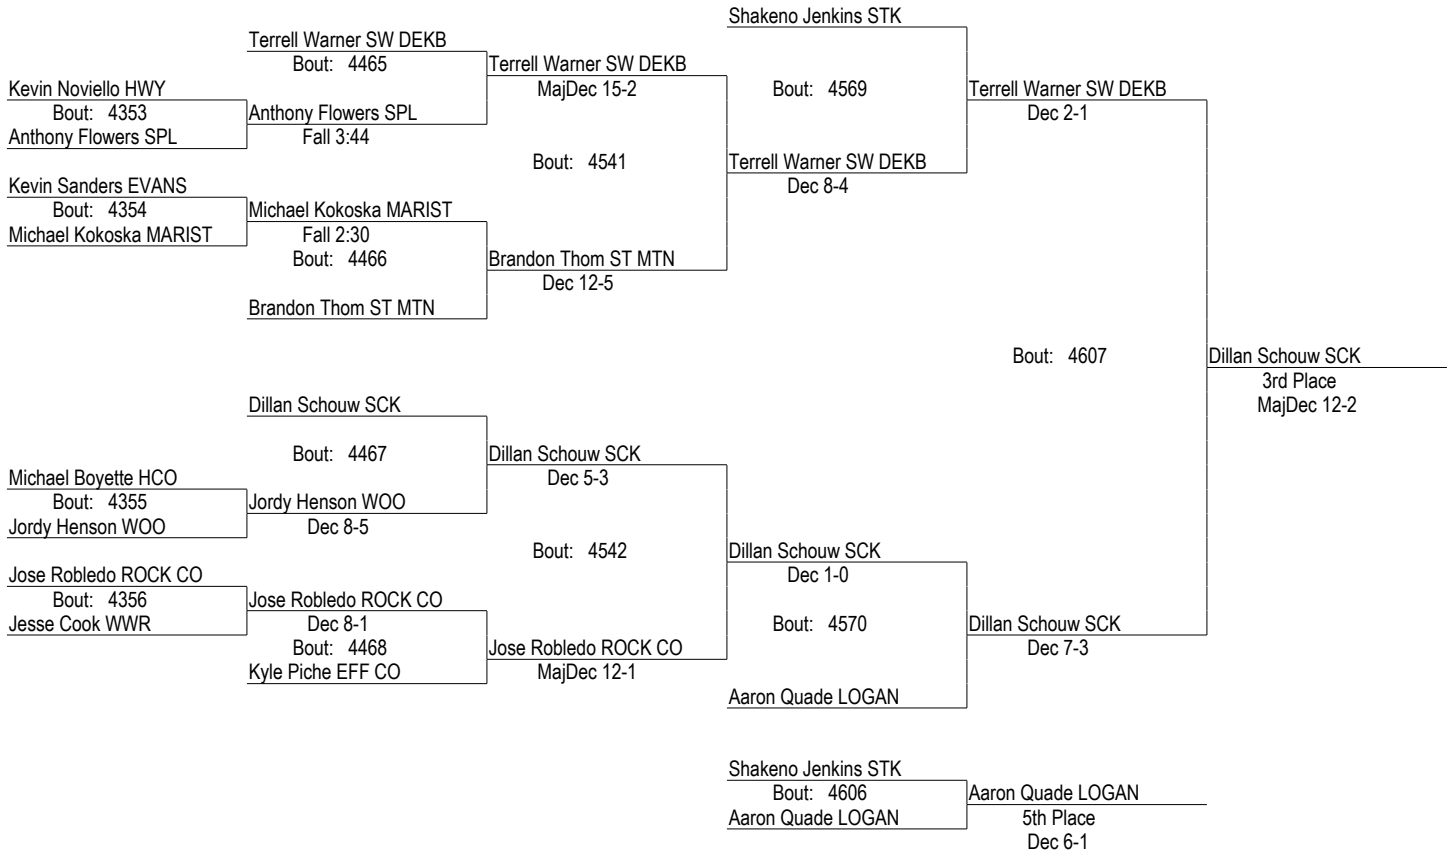 Shakeno Jenkins STK
Terrell Warner SW DEKB
Bout: 4465
Terrell Warner SW DEKB
MajDec 15-2
Kevin Noviello HWY
Bout: 4353
Anthony Flowers SPL
Anthony Flowers SPL
Fall 3:44
Bout: 4569
Terrell Warner SW DEKB
Dec 2-1
Bout: 4541
Terrell Warner SW DEKB
Dec 8-4
Kevin Sanders EVANS
Bout: 4354
Michael Kokoska MARIST
Michael Kokoska MARIST
Fall 2:30
Bout: 4466
Brandon Thom ST MTN
Dec 12-5
Brandon Thom ST MTN
Bout: 4607
Dillan Schouw SCK
3rd Place
MajDec 12-2
Dillan Schouw SCK
Bout: 4467
Dillan Schouw SCK
Dec 5-3
Michael Boyette HCO
Bout: 4355
Jordy Henson WOO
Jordy Henson WOO
Dec 8-5
Bout: 4542
Dillan Schouw SCK
Dec 1-0
Jose Robledo ROCK CO
Bout: 4356
Jesse Cook WWR
Jose Robledo ROCK CO
Dec 8-1
Bout: 4468
Kyle Piche EFF CO
Jose Robledo ROCK CO
MajDec 12-1
Bout: 4570
Dillan Schouw SCK
Dec 7-3
Aaron Quade LOGAN
Shakeno Jenkins STK
Bout: 4606
Aaron Quade LOGAN
Aaron Quade LOGAN
5th Place
Dec 6-1